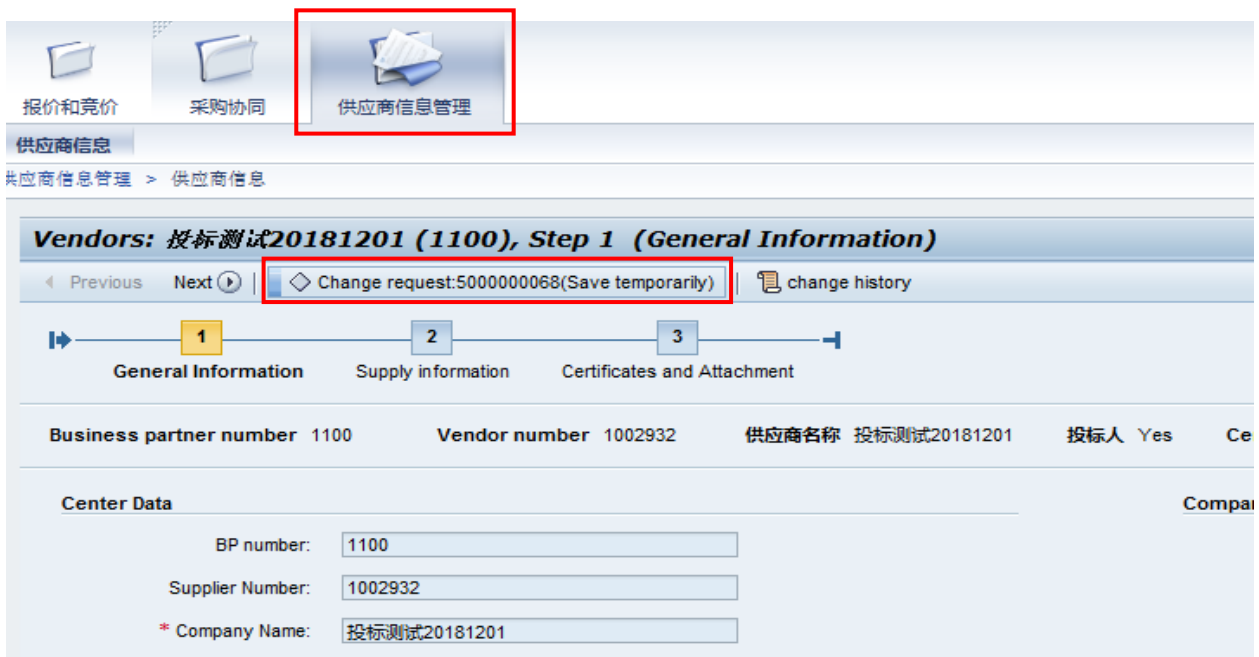 报价和竞价 采购协同 供应商信息管理
供应商信息
供应商信息管理 > 供应商信息
Vendors: 投标测试20181201 (1100), Step 1 (General Information)
Previous Next Change request:5000000068(Save temporarily) change history
1 2 3
General Information Supply information Certificates and Attachment
Business partner number 1100 Vendor number 1002932 供应商名称 投标测试20181201 投标人 Yes Ce
Center Data Compan
BP number: 1100
Supplier Number: 1002932
* Company Name: 投标测试20181201